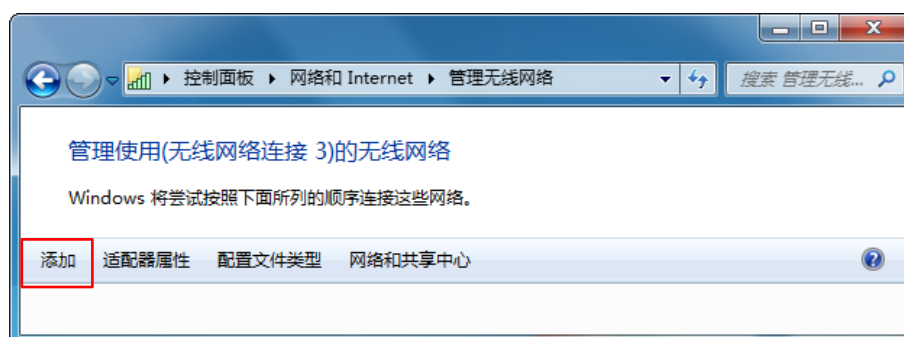 控制面板 网络和 Internet 管理无线网络 搜索 管理无线...
管理使用(无线网络连接 3)的无线网络
Windows 将尝试按照下面所列的顺序连接这些网络。
添加 适配器属性 配置文件类型 网络和共享中心